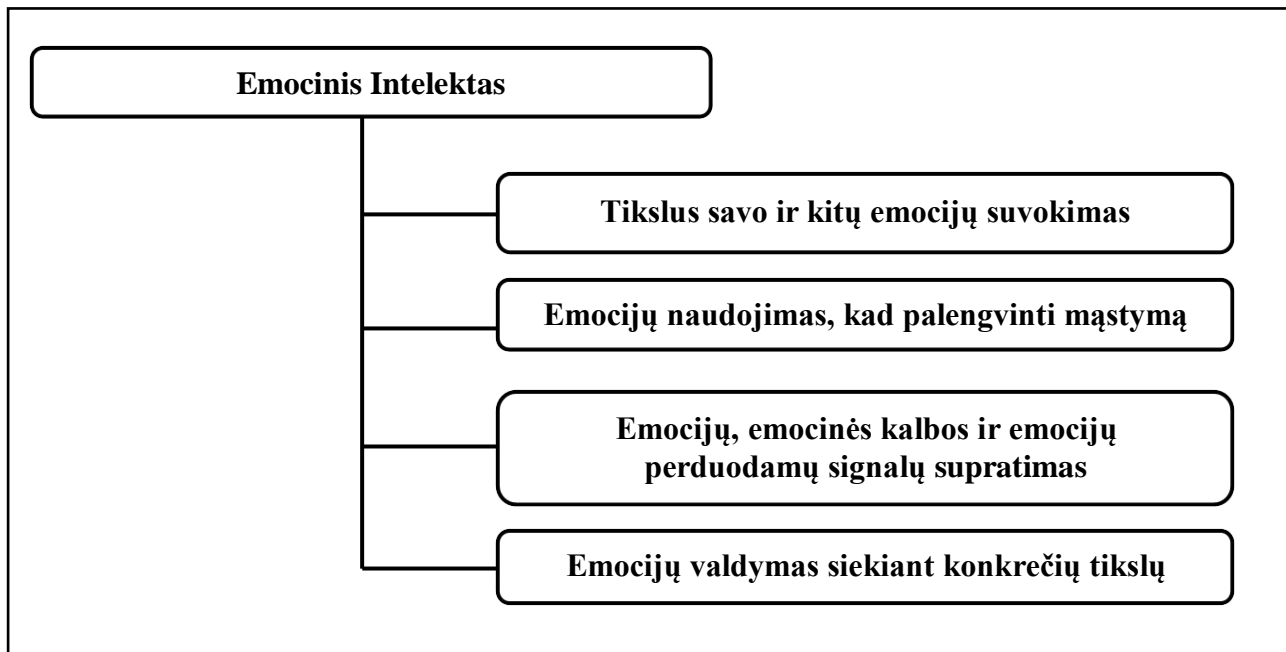 Emocinis Intelektas
Tikslus savo ir kitų emocijų suvokimas
Emocijų naudojimas, kad palengvinti mąstymą
Emocijų, emocinės kalbos ir emocijų
perduodamų signalų supratimas
Emocijų valdymas siekiant konkrečių tikslų